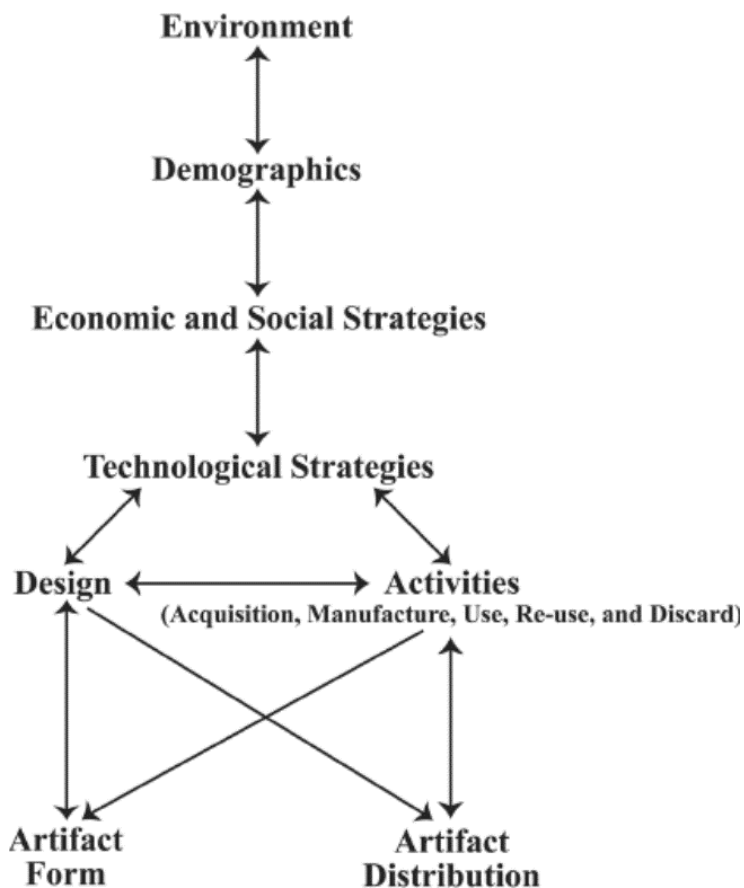 Environment
Demographics
Economic and Social Strategies
Technological Strategies
Design
Activities
(Acquisition, Manufacture, Use, Re-use, and Discard)
Artifact
Form
Artifact
Distribution